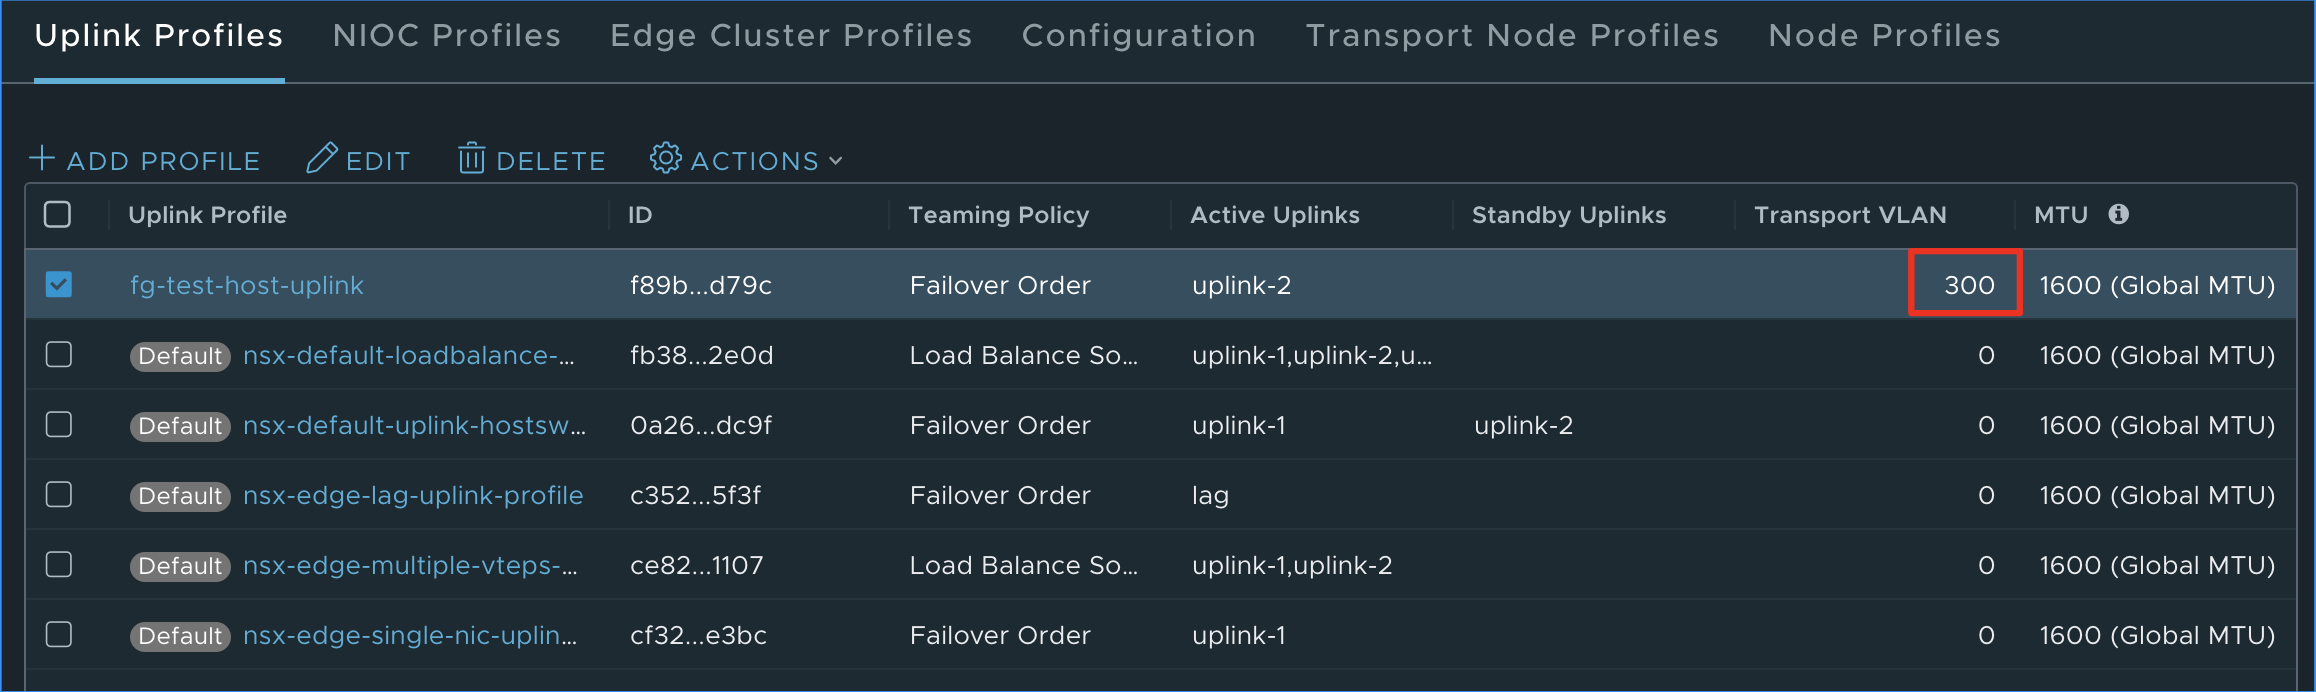 Uplink Profiles NIOC Profiles Edge Cluster Profiles Configuration Transport Node Profiles Node Profiles
ADD PROFILE EDIT DELETE ACTIONS
Uplink Profile ID Teaming Policy Active Uplinks Standby Uplinks Transport VLAN MTU
fg-test-host-uplink f89b...d79c Failover Order uplink-2 300 1600 (Global MTU)
Default nsx-default-loadbalance-... fb38...2e0d Load Balance So... uplink-1,uplink-2,u... 0 1600 (Global MTU)
Default nsx-default-uplink-hostsw... 0a26...dc9f Failover Order uplink-1 uplink-2 0 1600 (Global MTU)
Default nsx-edge-lag-uplink-profile c352...5f3f Failover Order lag 0 1600 (Global MTU)
Default nsx-edge-multiple-vteps-... ce82...1107 Load Balance So... uplink-1,uplink-2 0 1600 (Global MTU)
Default nsx-edge-single-nic-uplin... cf32...e3bc Failover Order uplink-1 0 1600 (Global MTU)